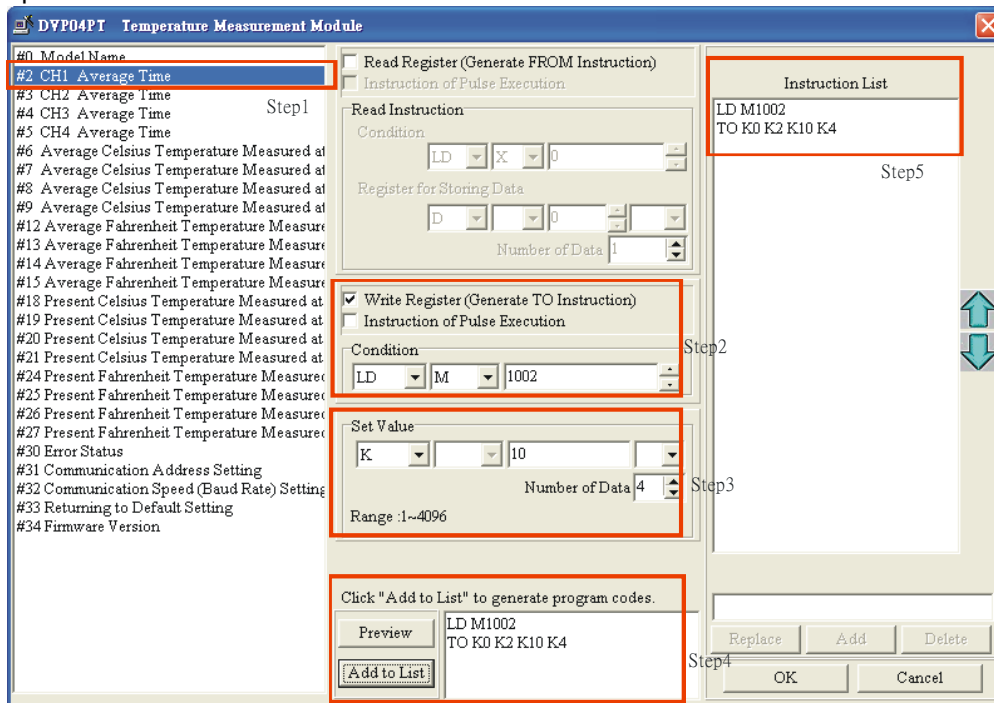 DVP04PT Temperature Measurement Module
#0 Model Name
#2 CH1 Average Time
#3 CH2 Average Time
#4 CH3 Average Time
#5 CH4 Average Time
#6 Average Celsius Temperature Measured at
#7 Average Celsius Temperature Measured at
#8 Average Celsius Temperature Measured at
#9 Average Celsius Temperature Measured at
#12 Average Fahrenheit Temperature Measure
#13 Average Fahrenheit Temperature Measure
#14 Average Fahrenheit Temperature Measure
#15 Average Fahrenheit Temperature Measure
#18 Present Celsius Temperature Measured at
#19 Present Celsius Temperature Measured at
#20 Present Celsius Temperature Measured at
#21 Present Celsius Temperature Measured at
#24 Present Fahrenheit Temperature Measured
#25 Present Fahrenheit Temperature Measured
#26 Present Fahrenheit Temperature Measured
#27 Present Fahrenheit Temperature Measured
#30 Error Status
#31 Communication Address Setting
#32 Communication Speed (Baud Rate) Setting
#33 Returning to Default Setting
#34 Firmware Version
Step1
Read Register (Generate FROM Instruction)
Instruction of Pulse Execution
Read Instruction
Condition
LD X 0
Register for Storing Data
D 0
Number of Data 1
Write Register (Generate TO Instruction)
Instruction of Pulse Execution
Condition
LD M 1002
Step2
Set Value
K 10
Number of Data 4
Range :1~4096
Step3
Click "Add to List" to generate program codes.
Preview
Add to List
LD M1002
TO K0 K2 K10 K4
Step4
Instruction List
LD M1002
TO K0 K2 K10 K4
Step5
Replace Add Delete
OK Cancel